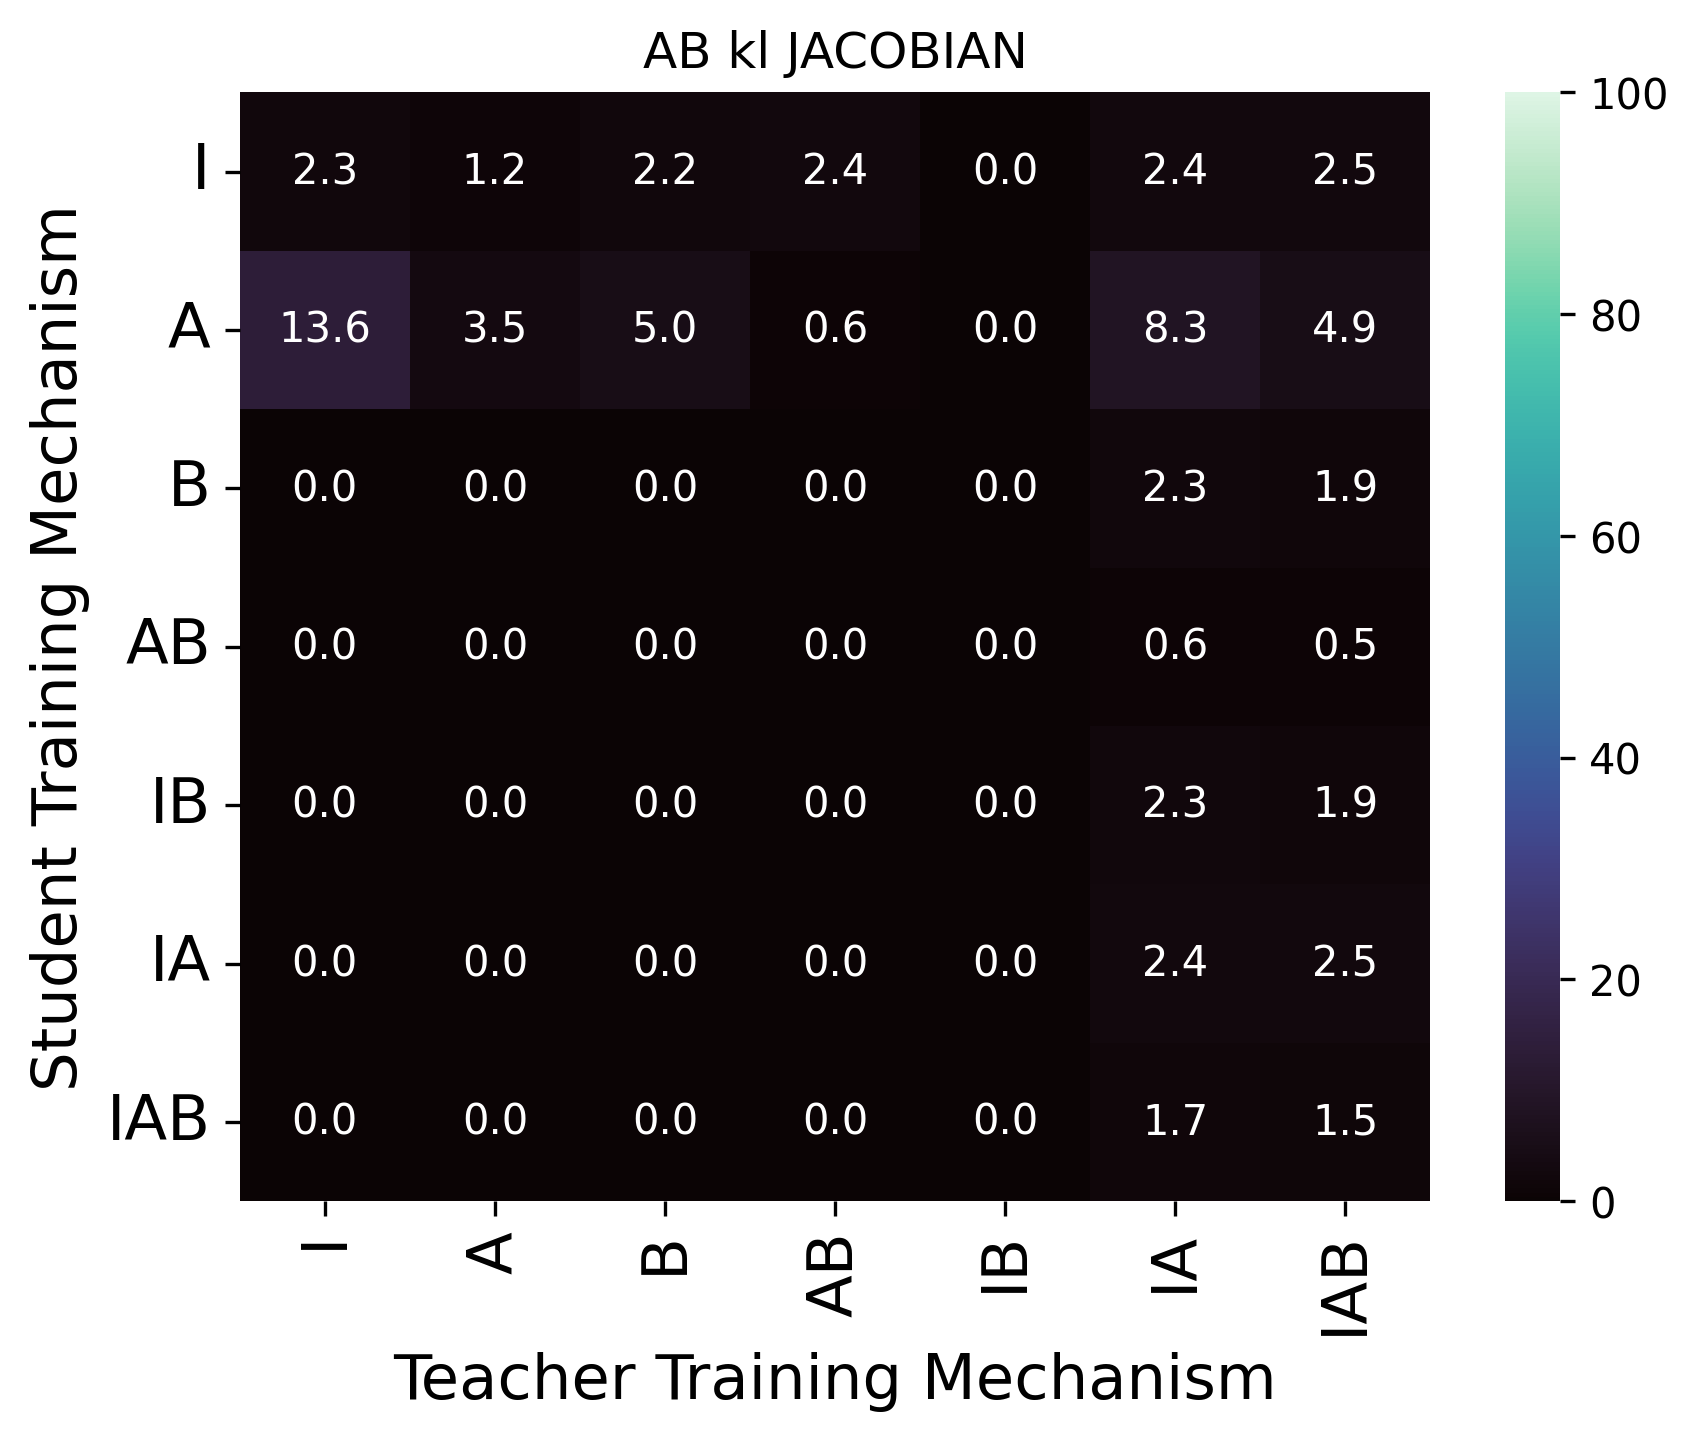 AB kl JACOBIAN
I 2.3 1.2 2.2 2.4 0.0 2.4 2.5
A 13.6 3.5 5.0 0.6 0.0 8.3 4.9
B 0.0 0.0 0.0 0.0 0.0 2.3 1.9
AB 0.0 0.0 0.0 0.0 0.0 0.6 0.5
IB 0.0 0.0 0.0 0.0 0.0 2.3 1.9
IA 0.0 0.0 0.0 0.0 0.0 2.4 2.5
IAB 0.0 0.0 0.0 0.0 0.0 1.7 1.5
I A B AB IB IA IAB
Teacher Training Mechanism
Student Training Mechanism
100
80
60
40
20
0